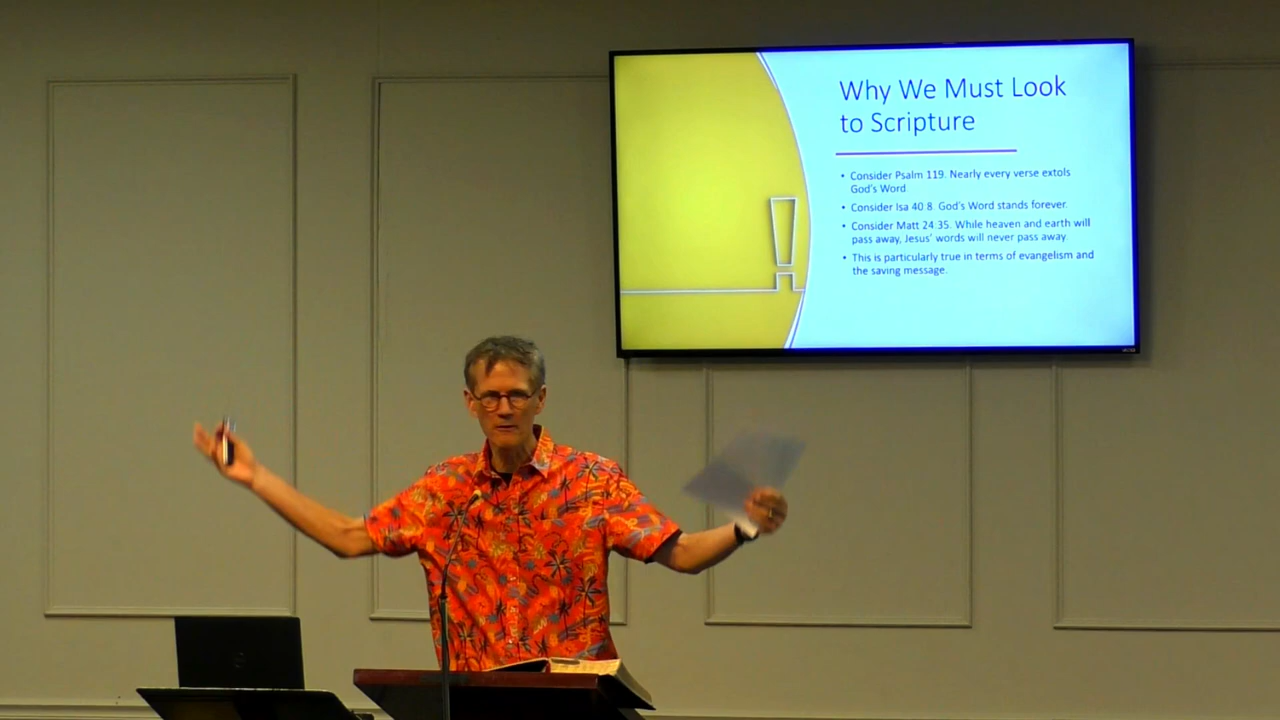 Why We Must Look
to Scripture
• Consider Psalm 119. Nearly every verse extols
God's Word
• Consider Isa 40:8. God's Word stands forever.
• Consider Matt 24:35. While heaven and earth will
pass away, Jesus' words will never pass away.
• This is particularly true in terms of evangelism and
the saving message.